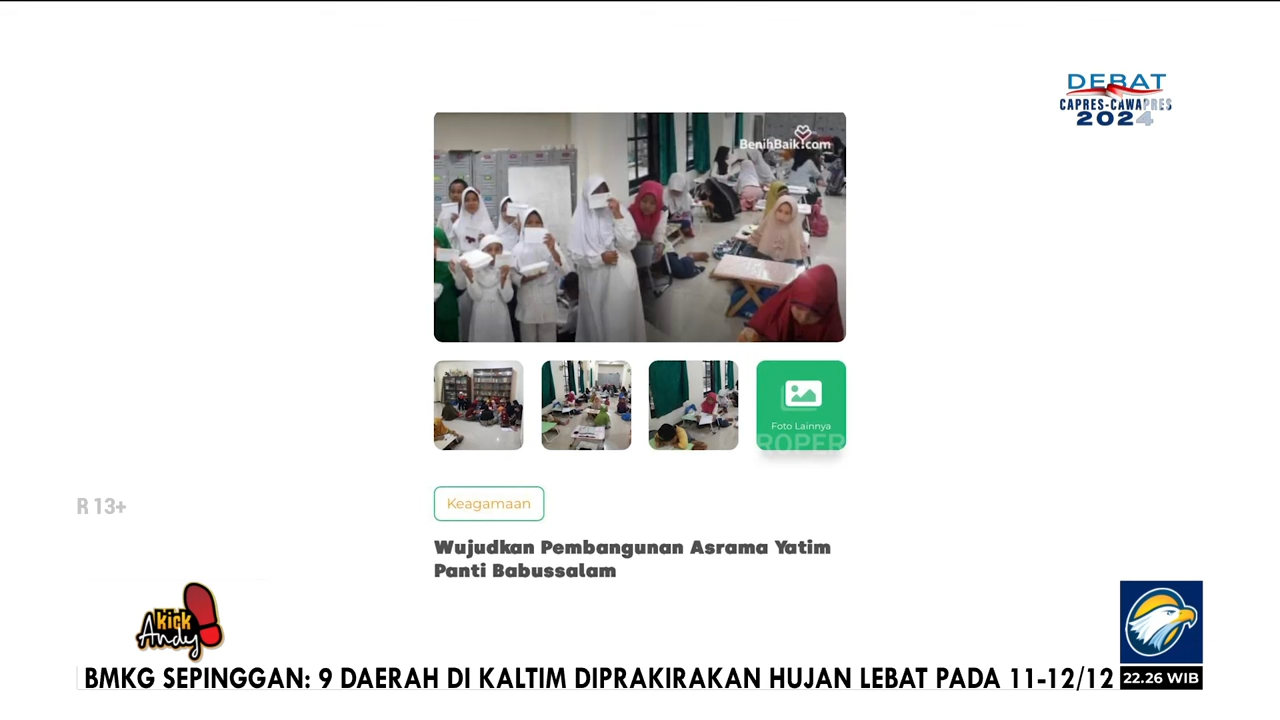 DEBAT
CAPRES-CAWAPRES
2024
BenihBaik!com
Foto Lainnya
ROPER
Keagamaan
R 13+
Wujudkan Pembangunan Asrama Yatim
Panti Babussalam
kick
Andy
BMKG SEPINGGAN: 9 DAERAH DI KALTIM DIPRAKIRAKAN HUJAN LEBAT PADA 11-12/12
22.26 WIB